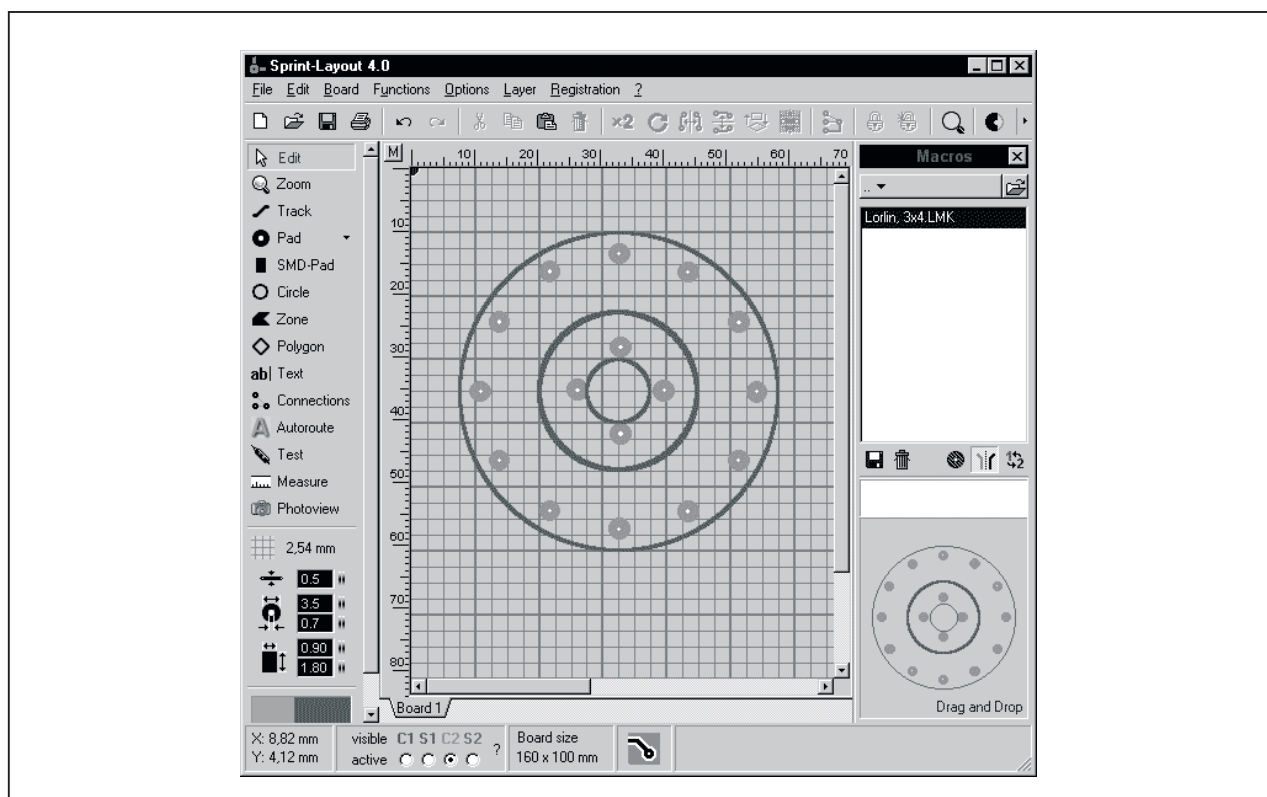 Sprint-Layout 4.0
File Edit Board Functions Options Layer Registration ?
x2
M 10 20 30 40 50 60 70
Edit
Zoom
Track
Pad
SMD-Pad
Circle
Zone
Polygon
ab| Text
Connections
Autoroute
Test
Measure
Photoview
2,54 mm
0.5
3.5
0.7
0.90
1.80
10
20
30
40
50
60
70
80
Board 1
Macros
..
Lorlin, 3x4.LMK
1
2
Drag and Drop
X: 8,82 mm
Y: 4,12 mm
visible C1 S1 C2 S2 ?
active
Board size
160 x 100 mm